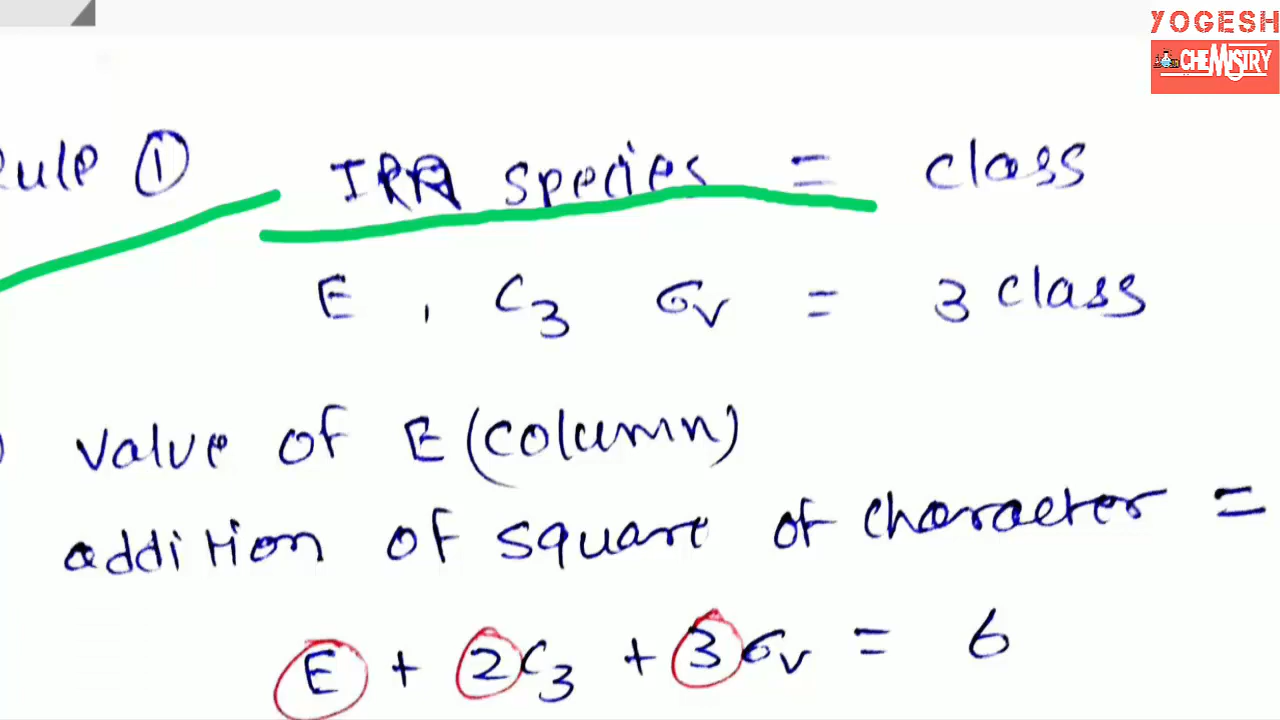 YOGESH
CHEMISTRY
Rule ① IRR species = class
E , C3 σv = 3 class
value of E (column)
addition of square of character =
E + 2C3 + 3σv = 6